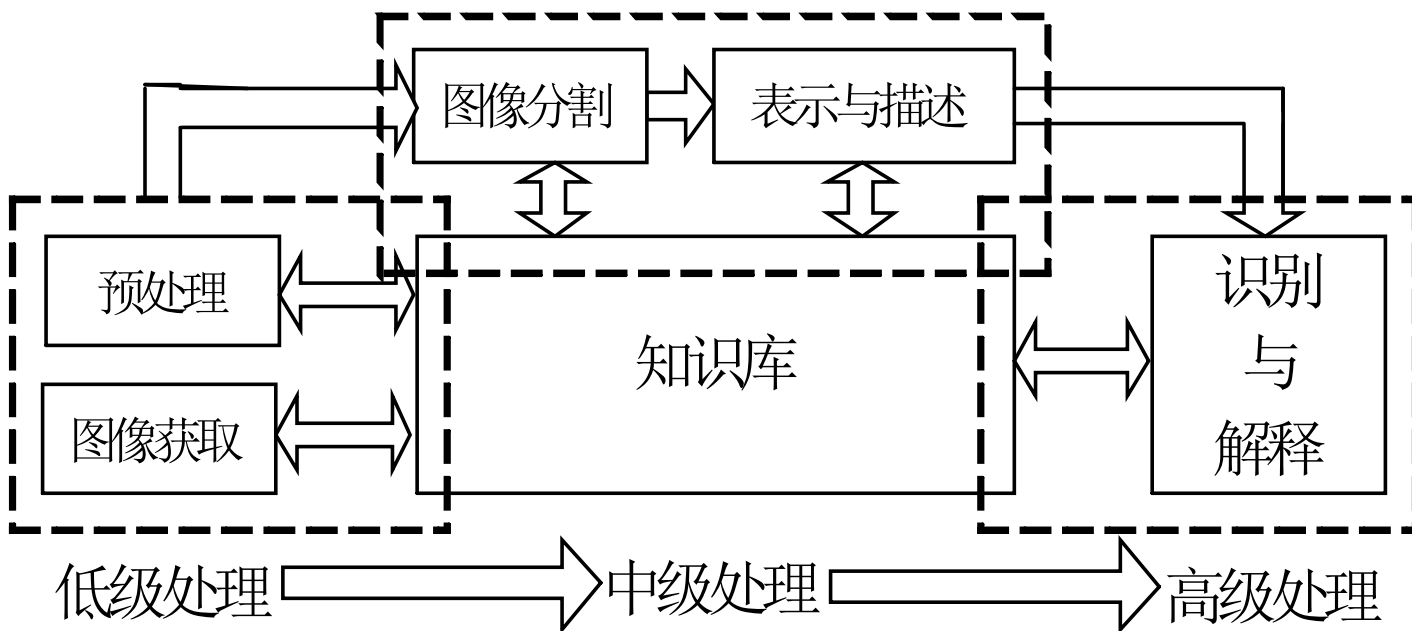 图像分割
表示与描述
预处理
图像获取
知识库
识别
与
解释
低级处理
中级处理
高级处理